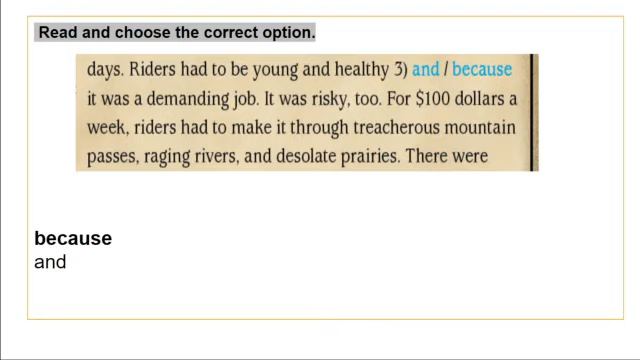 Read and choose the correct option.
days. Riders had to be young and healthy 3) and / because
it was a demanding job. It was risky, too. For $100 dollars a
week, riders had to make it through treacherous mountain
passes, raging rivers, and desolate prairies. There were
because
and